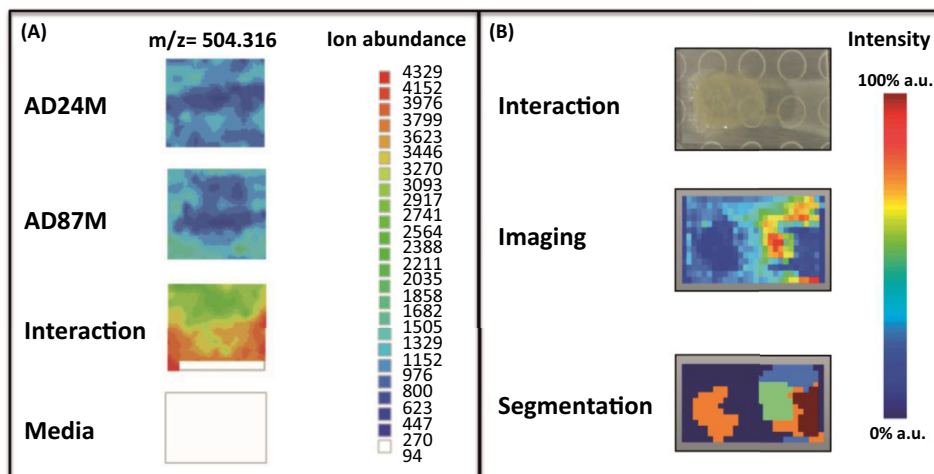 (A)
m/z= 504.316
Ion abundance
AD24M
AD87M
Interaction
Media
4329
4152
3976
3799
3623
3446
3270
3093
2917
2741
2564
2388
2211
2035
1858
1682
1505
1329
1152
976
800
623
447
270
94
(B)
Intensity
100% a.u.
Interaction
Imaging
Segmentation
0% a.u.